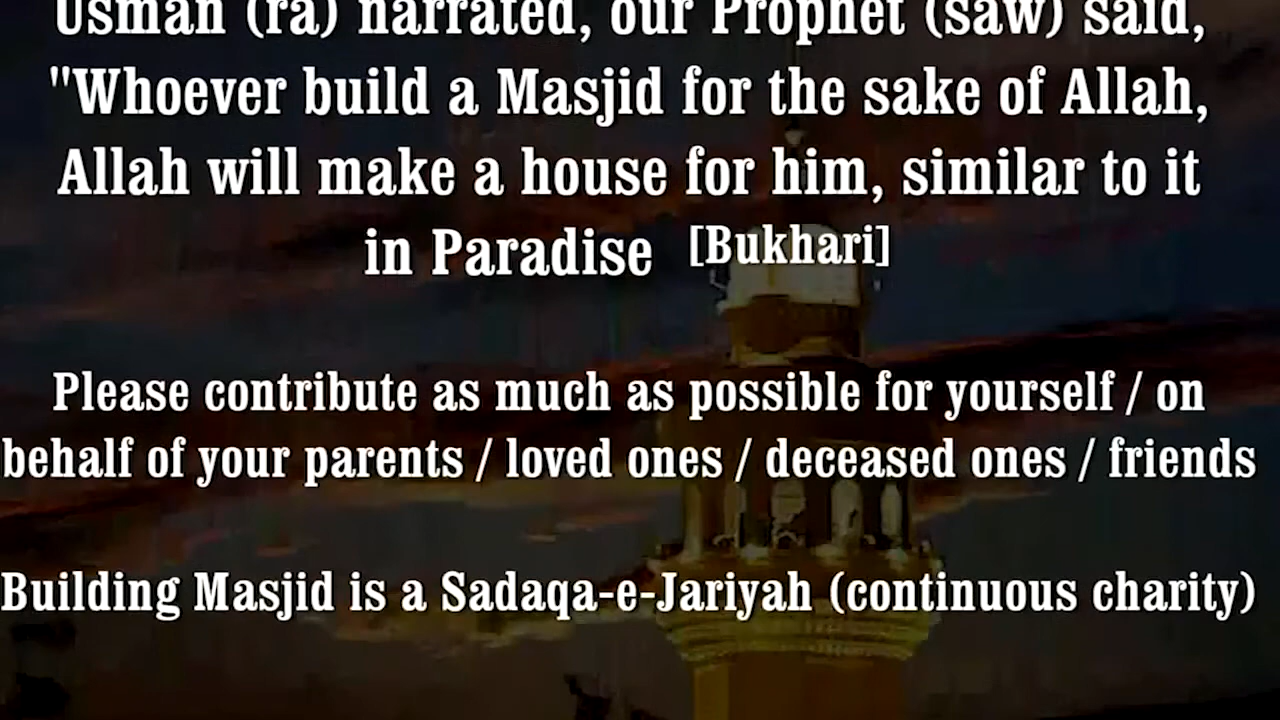 Usman (ra) narrated, our Prophet (saw) said,
"Whoever build a Masjid for the sake of Allah,
Allah will make a house for him, similar to it
in Paradise [Bukhari]
Please contribute as much as possible for yourself / on
behalf of your parents / loved ones / deceased ones / friends
Building Masjid is a Sadaqa-e-Jariyah (continuous charity)